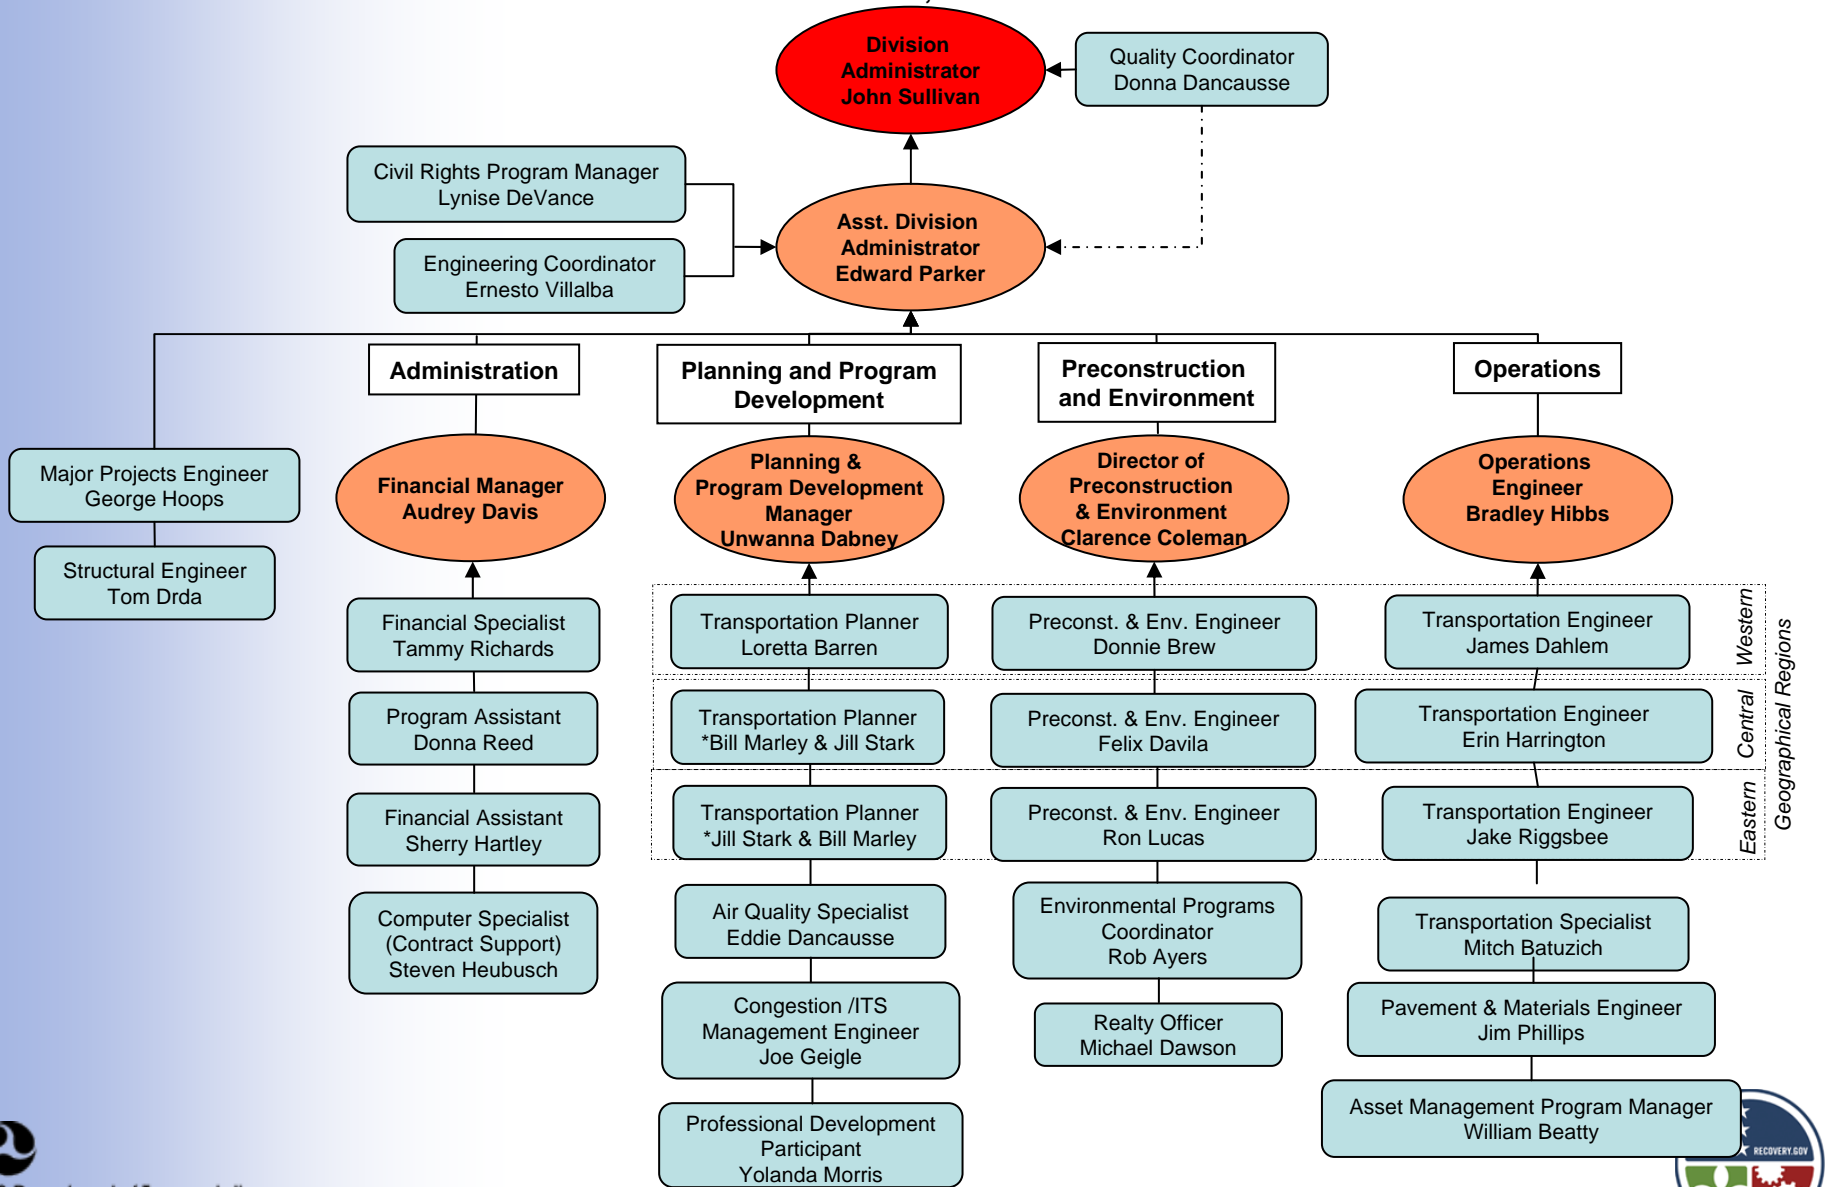 Division
Administrator
John Sullivan
Quality Coordinator
Donna Dancausse
Civil Rights Program Manager
Lynise DeVance
Engineering Coordinator
Ernesto Villalba
Asst. Division
Administrator
Edward Parker
Administration
Planning and Program
Development
Preconstruction
and Environment
Operations
Major Projects Engineer
George Hoops
Structural Engineer
Tom Drda
Financial Manager
Audrey Davis
Financial Specialist
Tammy Richards
Program Assistant
Donna Reed
Financial Assistant
Sherry Hartley
Computer Specialist
(Contract Support)
Steven Heubusch
Planning &
Program Development
Manager
Unwanna Dabney
Transportation Planner
Loretta Barren
Transportation Planner
*Bill Marley & Jill Stark
Transportation Planner
*Jill Stark & Bill Marley
Air Quality Specialist
Eddie Dancausse
Congestion /ITS
Management Engineer
Joe Geigle
Professional Development
Participant
Yolanda Morris
Director of
Preconstruction
& Environment
Clarence Coleman
Preconst. & Env. Engineer
Donnie Brew
Preconst. & Env. Engineer
Felix Davila
Preconst. & Env. Engineer
Ron Lucas
Environmental Programs
Coordinator
Rob Ayers
Realty Officer
Michael Dawson
Operations
Engineer
Bradley Hibbs
Transportation Engineer
James Dahlem
Transportation Engineer
Erin Harrington
Transportation Engineer
Jake Riggsbee
Transportation Specialist
Mitch Batuzich
Pavement & Materials Engineer
Jim Phillips
Asset Management Program Manager
William Beatty
Western
Central
Eastern
Geographical Regions
RECOVERY.GOV